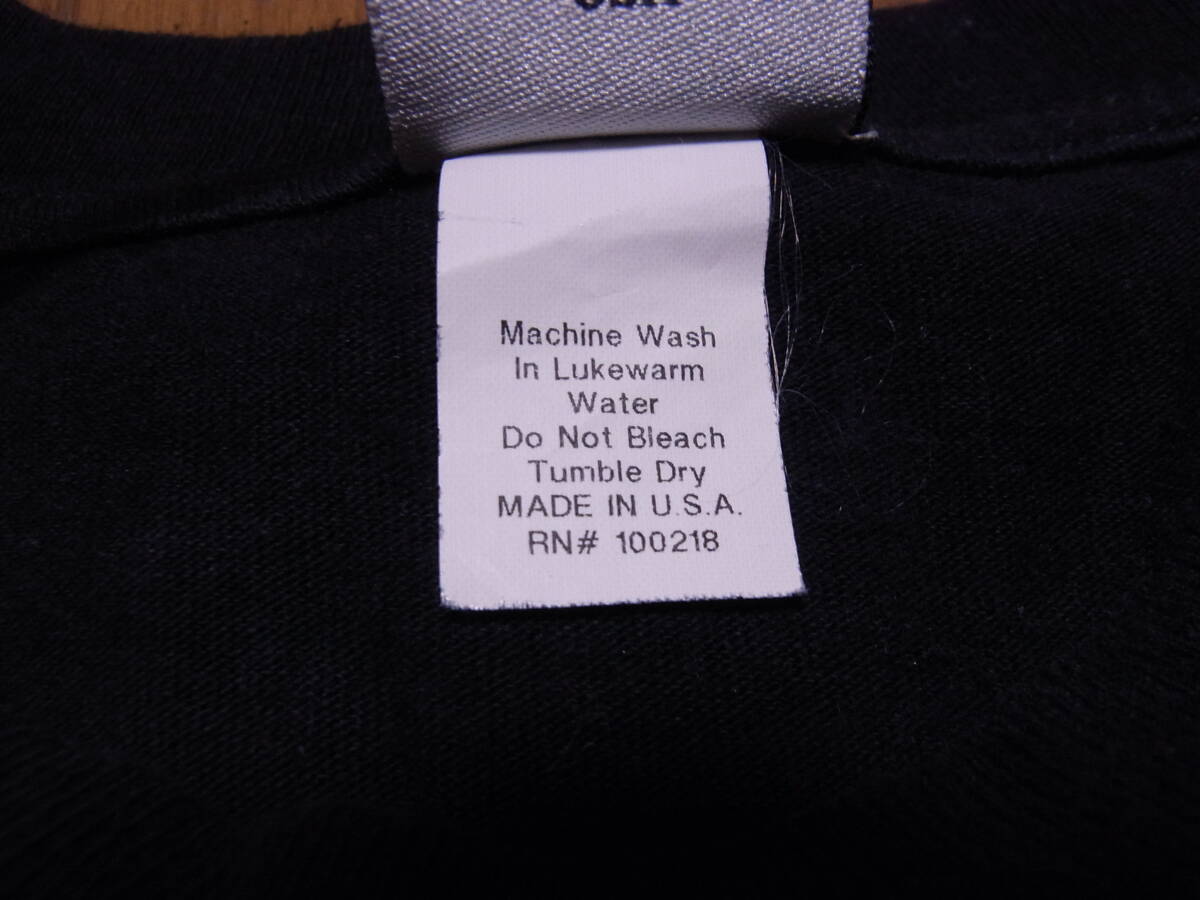 Machine Wash
In Lukewarm
Water
Do Not Bleach
Tumble Dry
MADE IN U.S.A.
RN# 100218